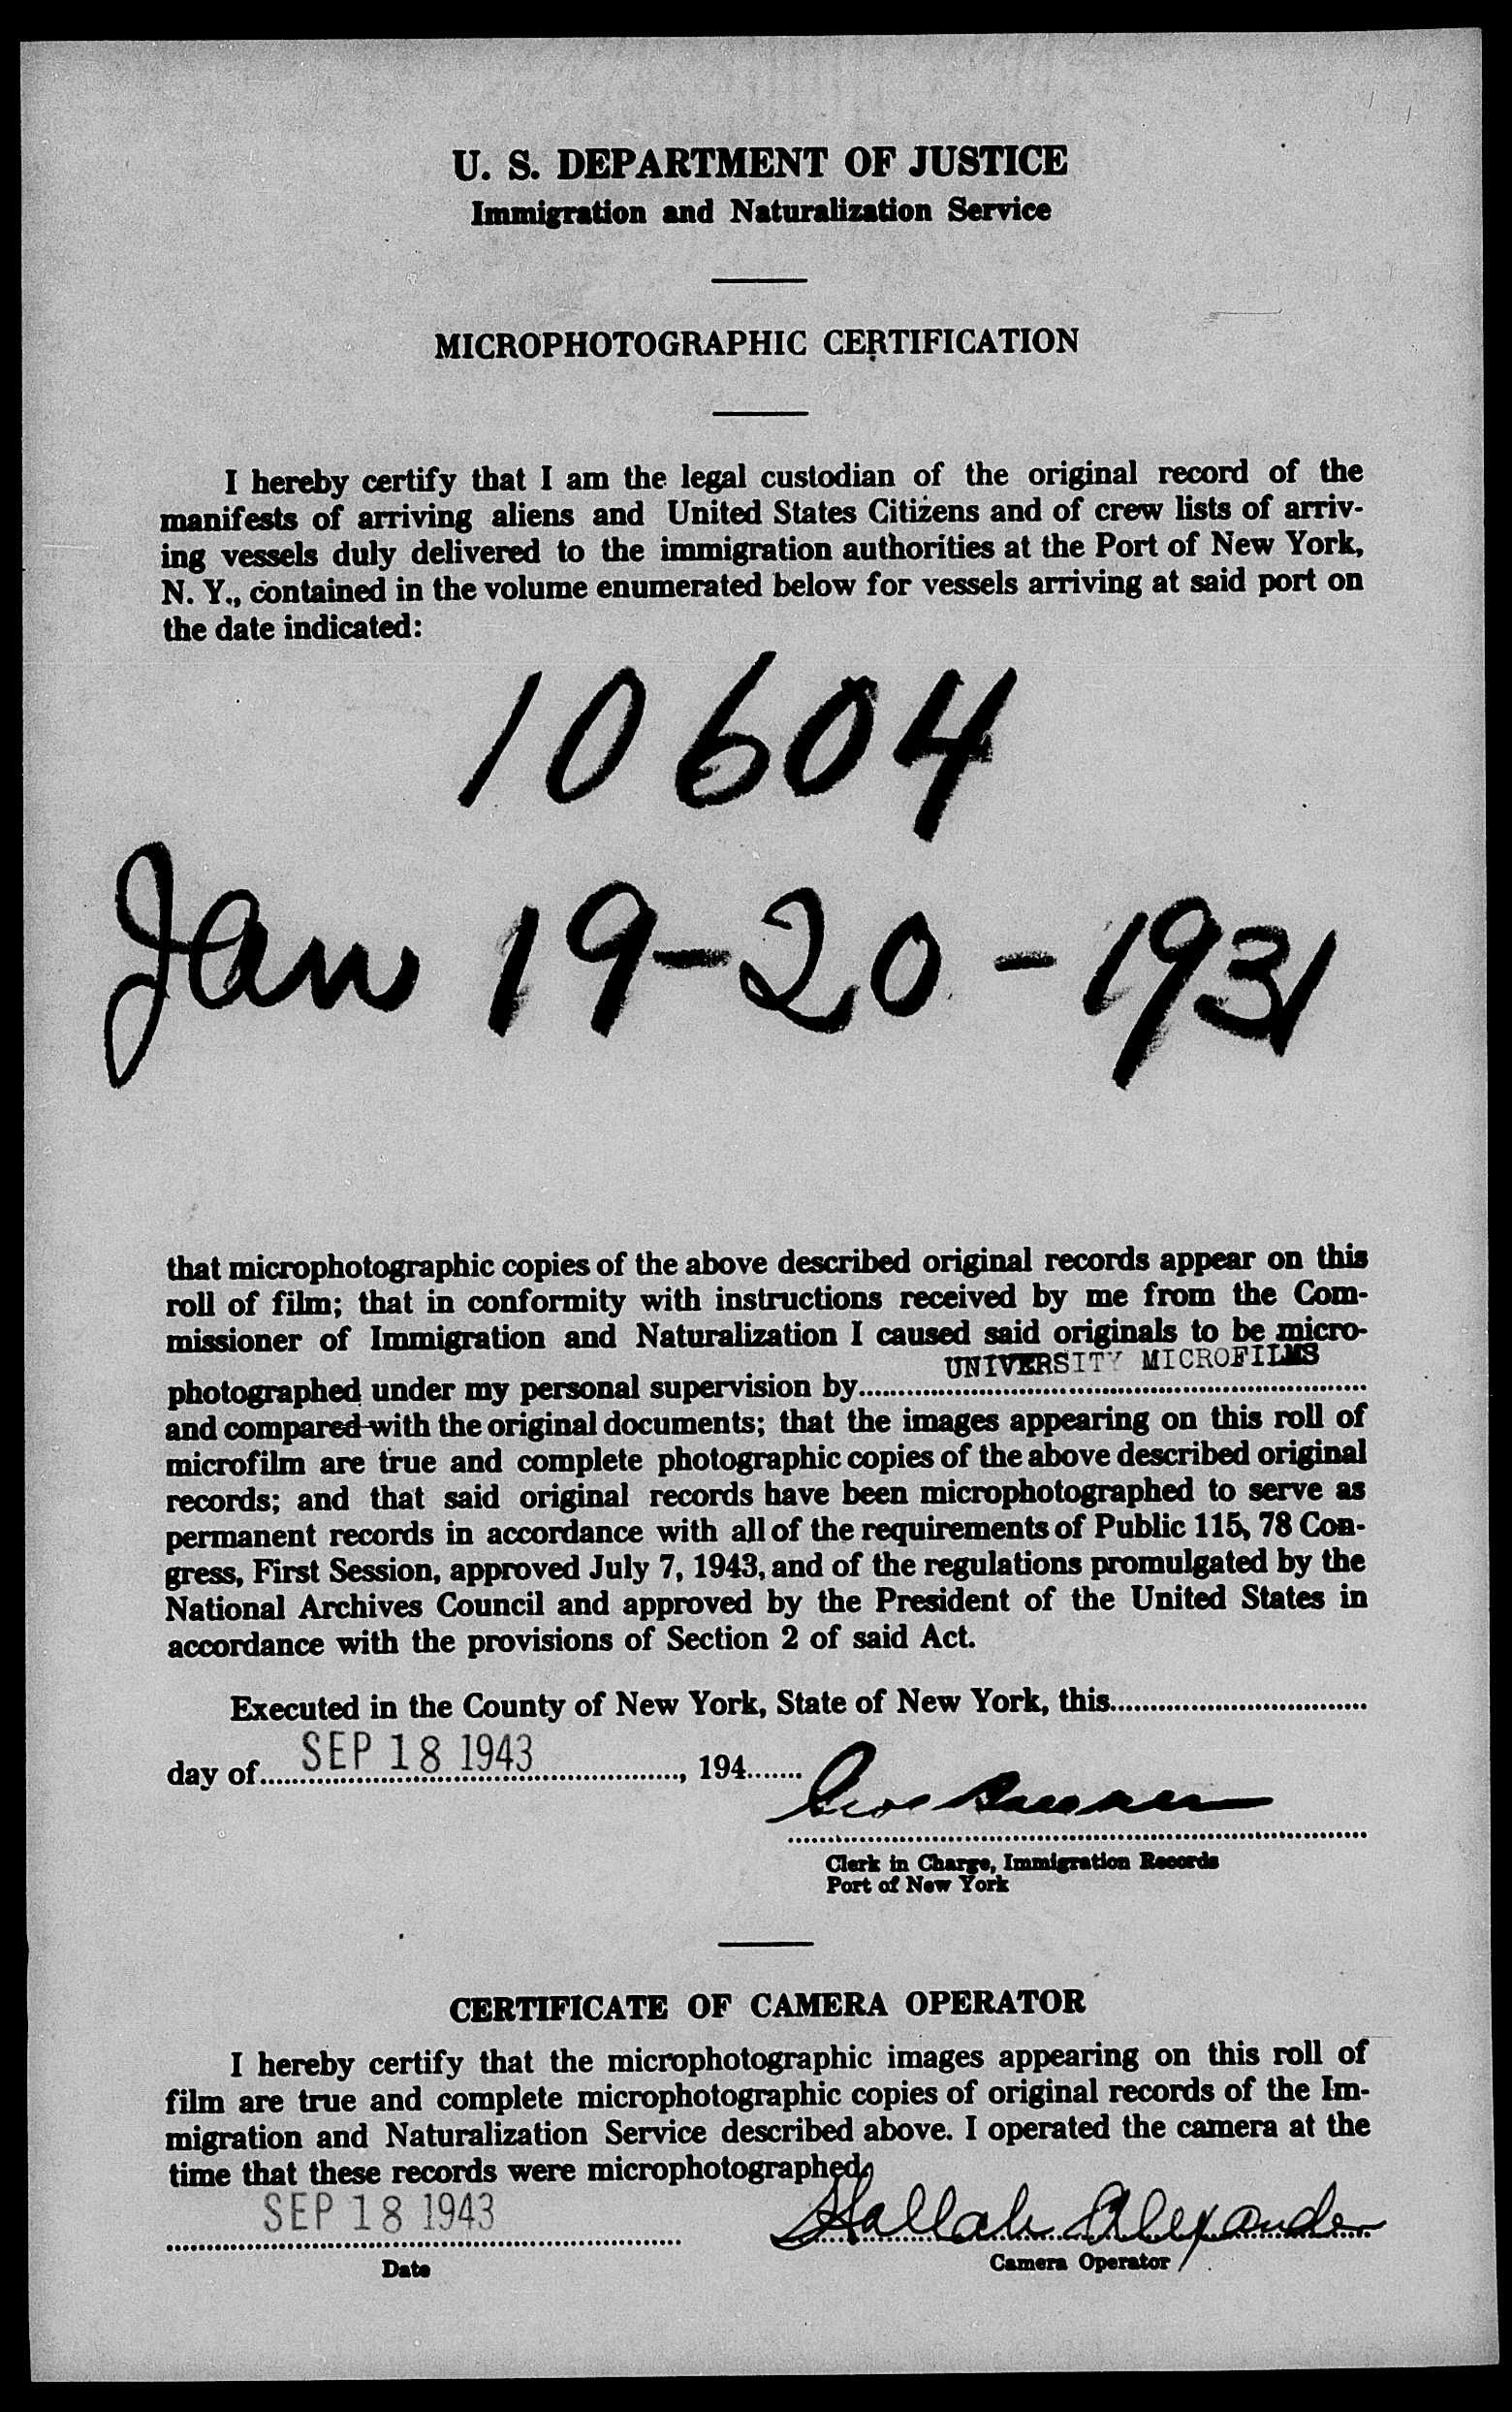 U. S. DEPARTMENT OF JUSTICE
Immigration and Naturalization Service
MICROPHOTOGRAPHIC CERTIFICATION
I hereby certify that I am the legal custodian of the original record of the
manifests of arriving aliens and United States Citizens and of crew lists of arriv-
ing vessels duly delivered to the immigration authorities at the Port of New York,
N. Y., contained in the volume enumerated below for vessels arriving at said port on
the date indicated:
10604
Jan 19-20-1931
that microphotographic copies of the above described original records appear on this
roll of film; that in conformity with instructions received by me from the Com-
missioner of Immigration and Naturalization I caused said originals to be micro-
UNIVERSITY MICROFILMS
photographed under my personal supervision by
and compared with the original documents; that the images appearing on this roll of
microfilm are true and complete photographic copies of the above described original
records; and that said original records have been microphotographed to serve as
permanent records in accordance with all of the requirements of Public 115, 78 Con-
gress, First Session, approved July 7, 1943, and of the regulations promulgated by the
National Archives Council and approved by the President of the United States in
accordance with the provisions of Section 2 of said Act.
Executed in the County of New York, State of New York, this
day of SEP 18 1943, 194
Clerk in Charge, Immigration Records
Port of New York
CERTIFICATE OF CAMERA OPERATOR
I hereby certify that the microphotographic images appearing on this roll of
film are true and complete microphotographic copies of original records of the Im-
migration and Naturalization Service described above. I operated the camera at the
time that these records were microphotographed.
SEP 18 1943 Hallah Alexander
Date Camera Operator